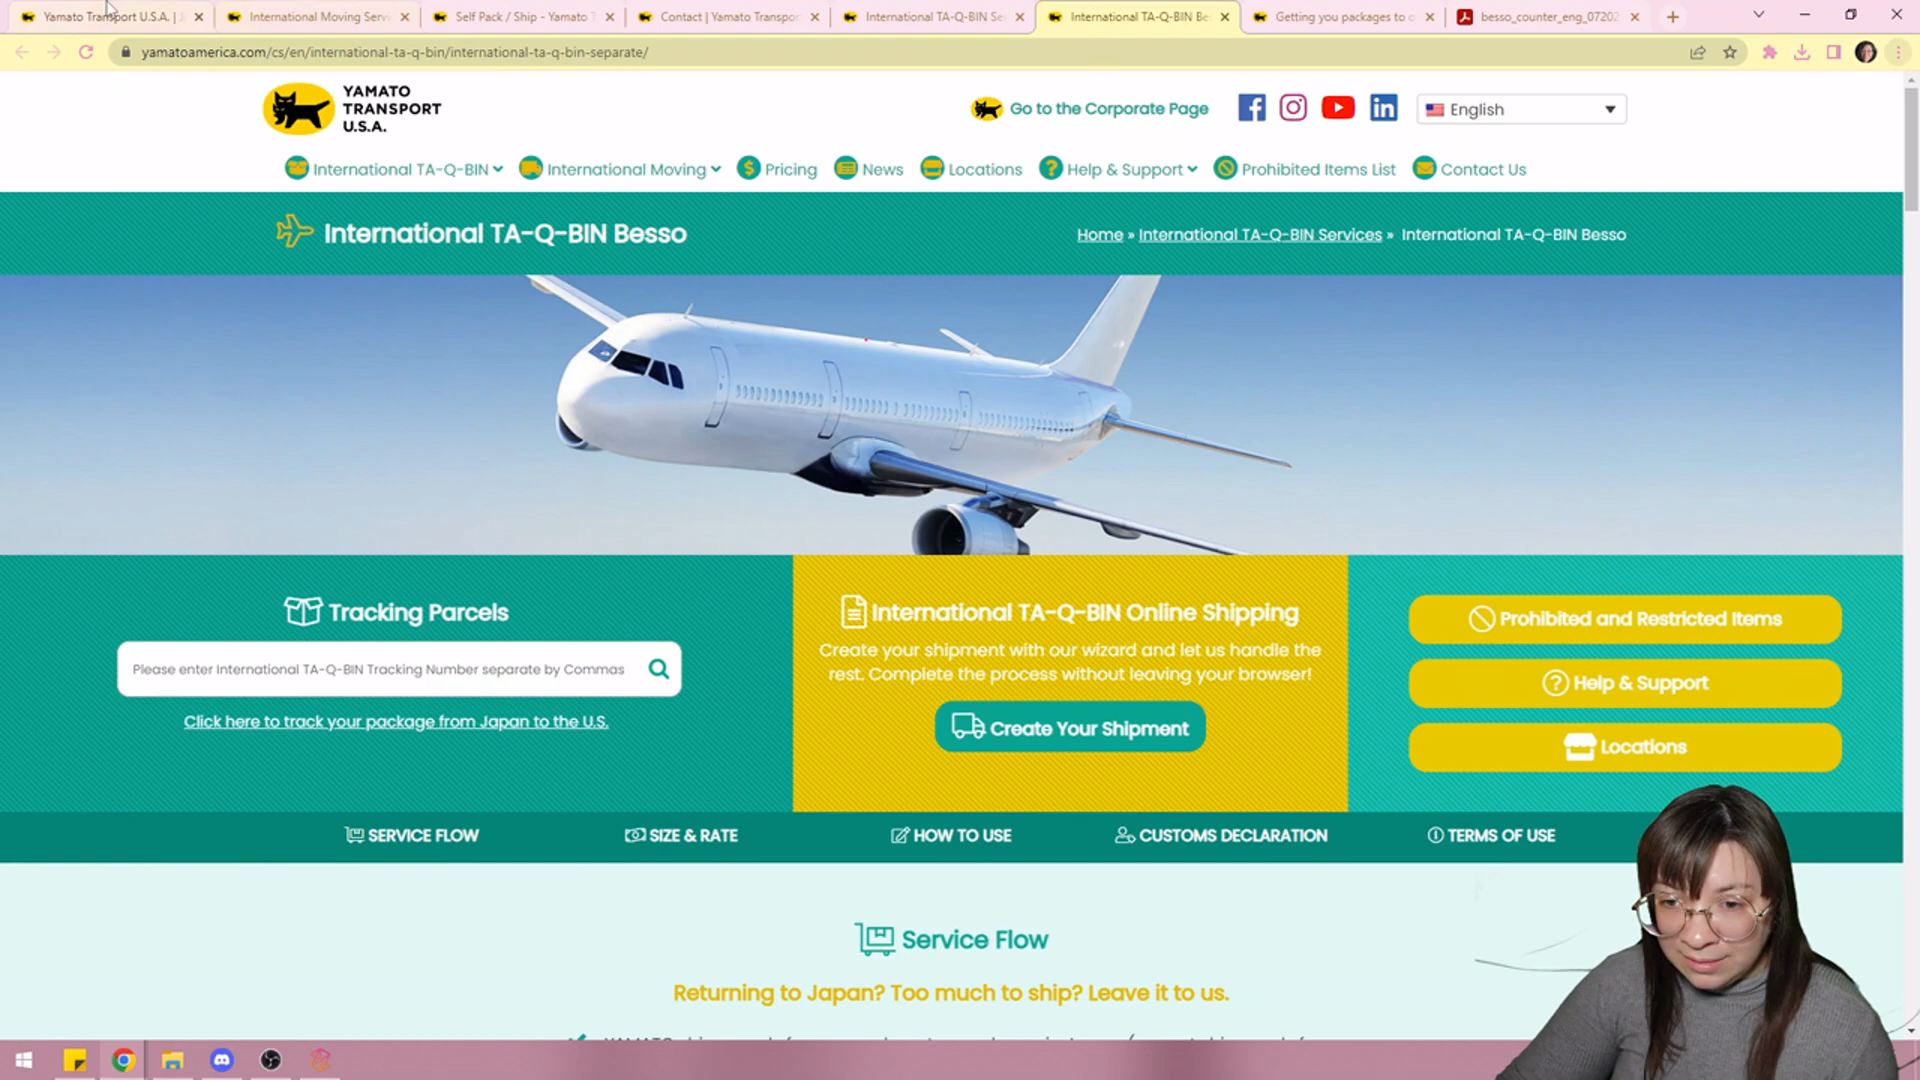 Yamato Transport U.S.A. | J
International Moving Servi
Self Pack / Ship - Yamato T
Contact | Yamato Transpor
International TA-Q-BIN Se
International TA-Q-BIN Be
Getting you packages to o
besso_counter_eng_07202
yamatoamerica.com/cs/en/international-ta-q-bin/international-ta-q-bin-separate/
YAMATO
TRANSPORT
U.S.A.
Go to the Corporate Page
English
International TA-Q-BIN
International Moving
Pricing
News
Locations
Help & Support
Prohibited Items List
Contact Us
International TA-Q-BIN Besso
Home » International TA-Q-BIN Services » International TA-Q-BIN Besso
Tracking Parcels
Please enter International TA-Q-BIN Tracking Number separate by Commas
Click here to track your package from Japan to the U.S.
International TA-Q-BIN Online Shipping
Create your shipment with our wizard and let us handle the
rest. Complete the process without leaving your browser!
Create Your Shipment
Prohibited and Restricted Items
Help & Support
Locations
SERVICE FLOW
SIZE & RATE
HOW TO USE
CUSTOMS DECLARATION
TERMS OF USE
Service Flow
Returning to Japan? Too much to ship? Leave it to us.